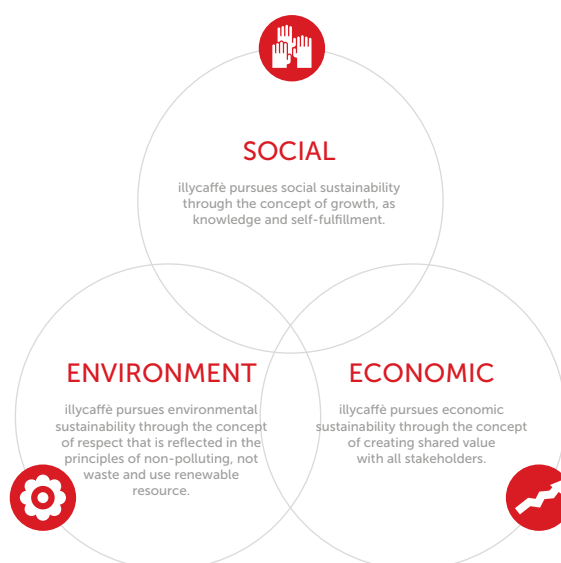 SOCIAL
illycaffè pursues social sustainability
through the concept of growth, as
knowledge and self-fulfillment.
ENVIRONMENT
illycaffè pursues environmental
sustainability through the concept
of respect that is reflected in the
principles of non-polluting, not
waste and use renewable
resource.
ECONOMIC
illycaffè pursues economic
sustainability through the concept
of creating shared value
with all stakeholders.